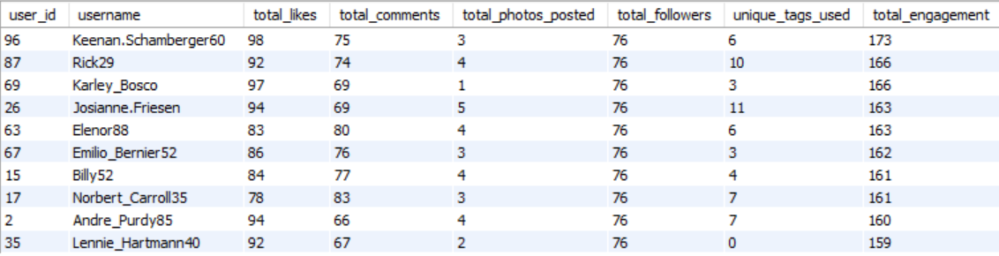 user_id username total_likes total_comments total_photos_posted total_followers unique_tags_used total_engagement
96 Keenan.Schamberger60 98 75 3 76 6 173
87 Rick29 92 74 4 76 10 166
69 Karley_Bosco 97 69 1 76 3 166
26 Josianne.Friesen 94 69 5 76 11 163
63 Elenor88 83 80 4 76 6 163
67 Emilio_Bernier52 86 76 3 76 3 162
15 Billy52 84 77 4 76 4 161
17 Norbert_Carroll35 78 83 3 76 7 161
2 Andre_Purdy85 94 66 4 76 7 160
35 Lennie_Hartmann40 92 67 2 76 0 159